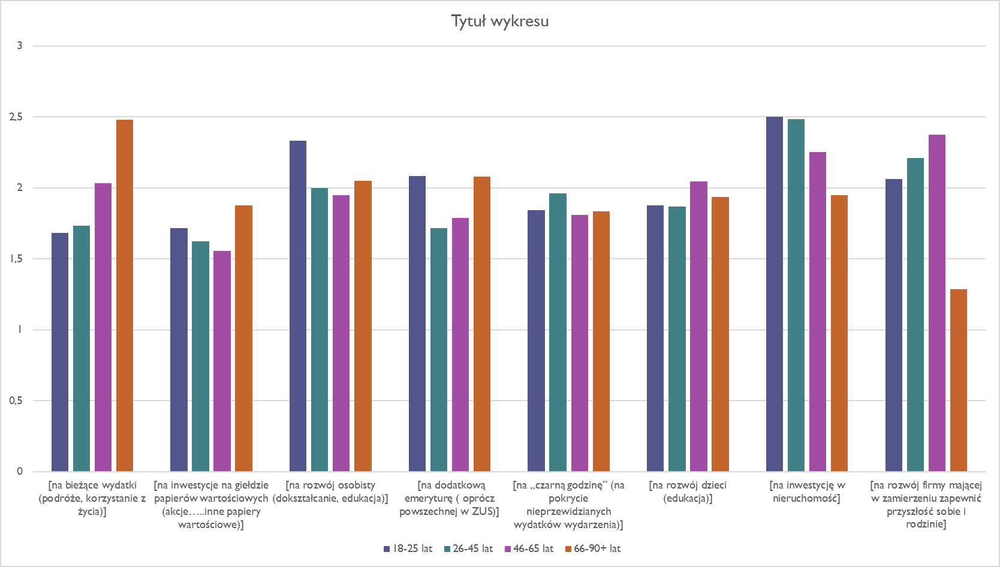 Tytuł wykresu
3
2,5
2
1,5
1
0,5
0
[na bieżące wydatki
(podróże, korzystanie z
życia)]
[na inwestycje na giełdzie
papierów wartościowych
(akcje…..inne papiery
wartościowe)]
[na rozwój osobisty
(dokształcanie, edukacja)]
[na dodatkową
emeryturę ( oprócz
powszechnej w ZUS)]
[na „czarną godzinę” (na
pokrycie
nieprzewidzianych
wydatków wydarzenia)]
[na rozwój dzieci
(edukacja)]
[na inwestycję w
nieruchomość]
[na rozwój firmy mającej
w zamierzeniu zapewnić
przyszłość sobie i
rodzinie]
18-25 lat
26-45 lat
46-65 lat
66-90+ lat